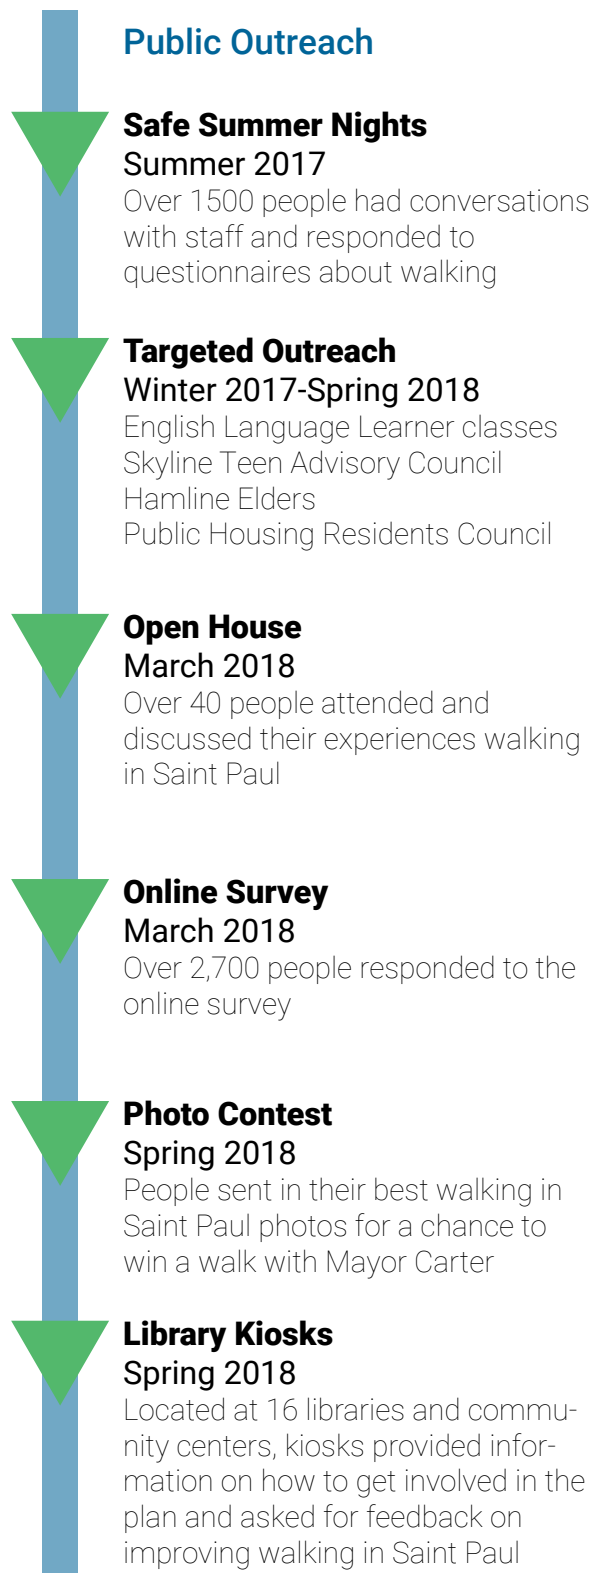 Public Outreach
Safe Summer Nights
Summer 2017
Over 1500 people had conversations
with staff and responded to
questionnaires about walking
Targeted Outreach
Winter 2017-Spring 2018
English Language Learner classes
Skyline Teen Advisory Council
Hamline Elders
Public Housing Residents Council
Open House
March 2018
Over 40 people attended and
discussed their experiences walking
in Saint Paul
Online Survey
March 2018
Over 2,700 people responded to the
online survey
Photo Contest
Spring 2018
People sent in their best walking in
Saint Paul photos for a chance to
win a walk with Mayor Carter
Library Kiosks
Spring 2018
Located at 16 libraries and commu-
nity centers, kiosks provided infor-
mation on how to get involved in the
plan and asked for feedback on
improving walking in Saint Paul